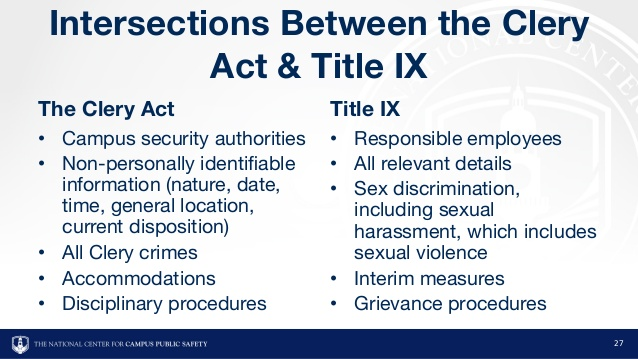 Intersections Between the Clery
Act & Title IX
The Clery Act
• Campus security authorities
• Non-personally identifiable
information (nature, date,
time, general location,
current disposition)
• All Clery crimes
• Accommodations
• Disciplinary procedures
Title IX
• Responsible employees
• All relevant details
• Sex discrimination,
including sexual
harassment, which includes
sexual violence
• Interim measures
• Grievance procedures
THE NATIONAL CENTER FOR CAMPUS PUBLIC SAFETY
27
NATIONAL CENTER